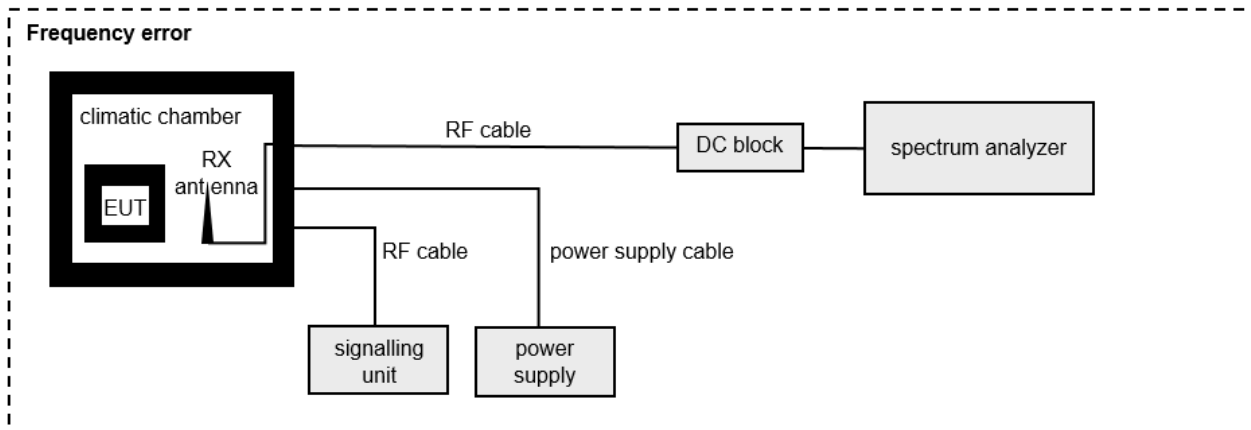 Frequency error
climatic chamber
RX
antenna
EUT
RF cable
DC block
spectrum analyzer
RF cable
power supply cable
signalling
unit
power
supply